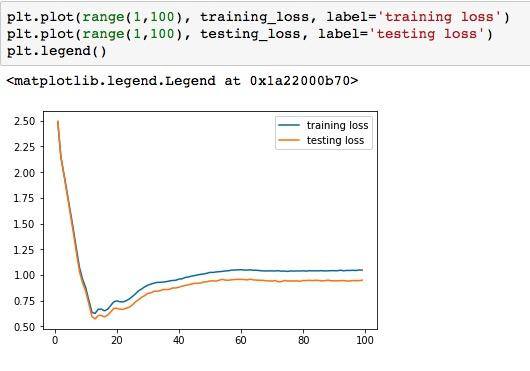 plt.plot(range(1,100), training_loss, label='training loss')
plt.plot(range(1,100), testing_loss, label='testing loss')
plt.legend()
<matplotlib.legend.Legend at 0x1a22000b70>
training loss
testing loss
2.50
2.25
2.00
1.75
1.50
1.25
1.00
0.75
0.50
0 20 40 60 80 100